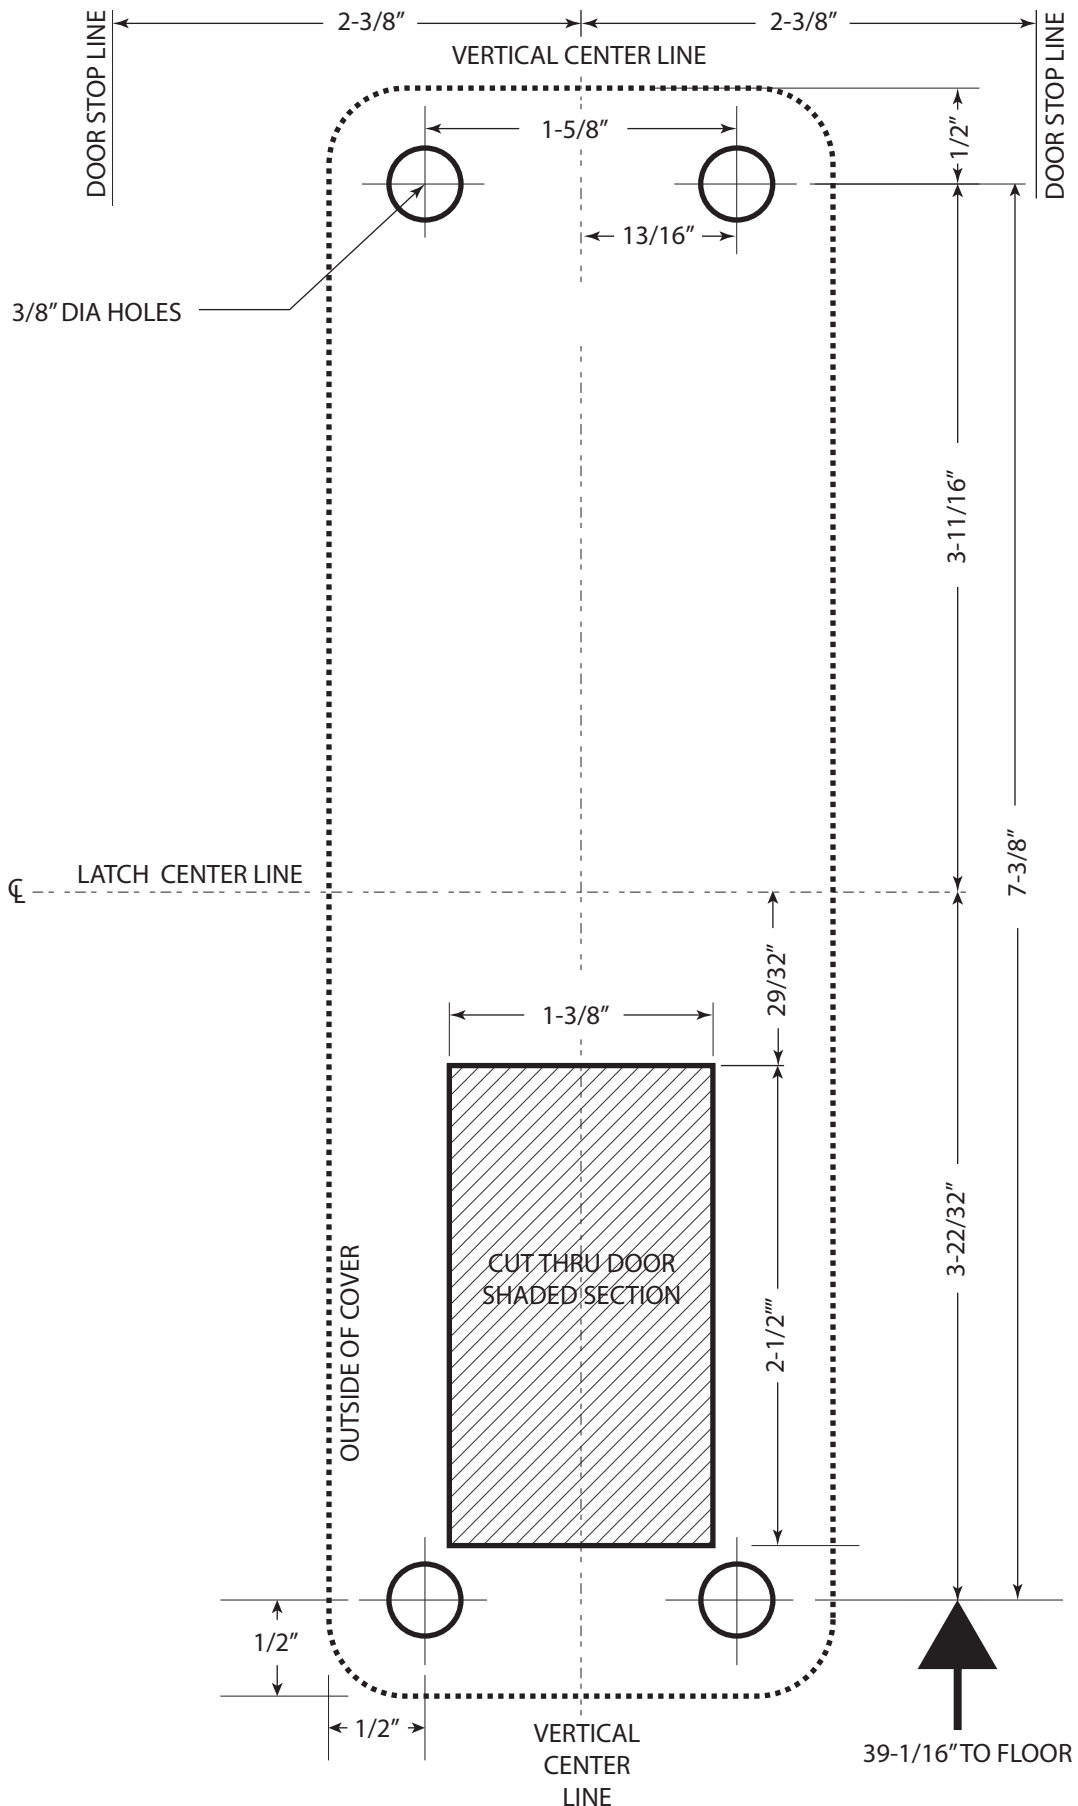 DOOR STOP LINE
2-3/8”
2-3/8”
DOOR STOP LINE
VERTICAL CENTER LINE
1-5/8”
1/2”
13/16”
3/8” DIA HOLES
3-11/16”
7-3/8”
LATCH CENTER LINE
℄
29/32”
1-3/8”
3-22/32”
CUT THRU DOOR
SHADED SECTION
2-1/2””
OUTSIDE OF COVER
1/2”
1/2”
VERTICAL
CENTER
LINE
39-1/16” TO FLOOR